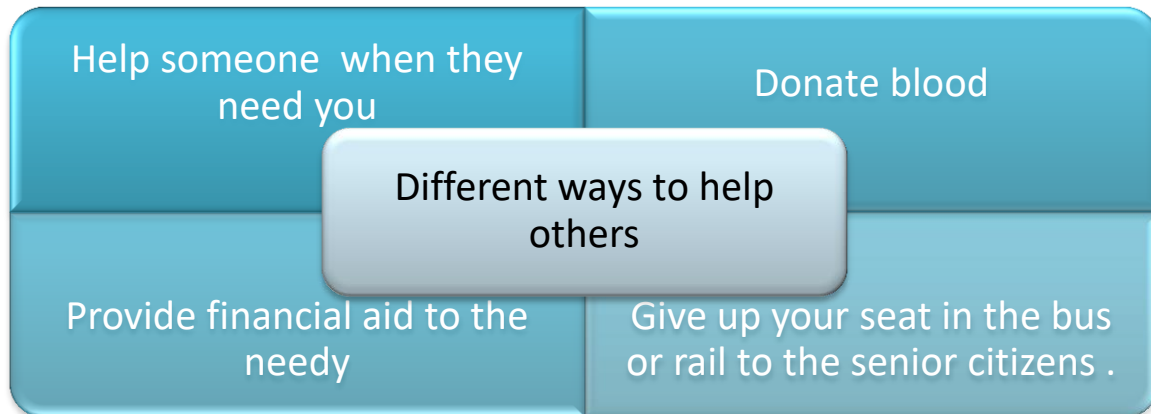 Help someone  when they
need you
Donate blood
Different ways to help
others
Provide financial aid to the
needy
Give up your seat in the bus
or rail to the senior citizens .